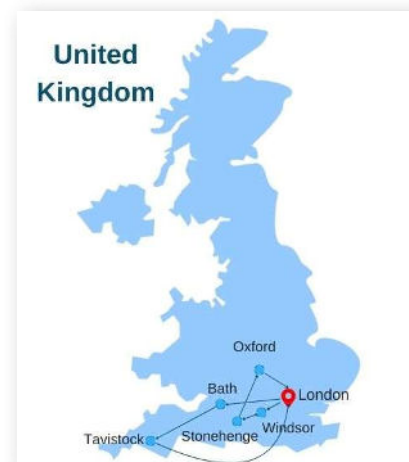 United
Kingdom
Oxford
London
Bath
Windsor
Stonehenge
Tavistock